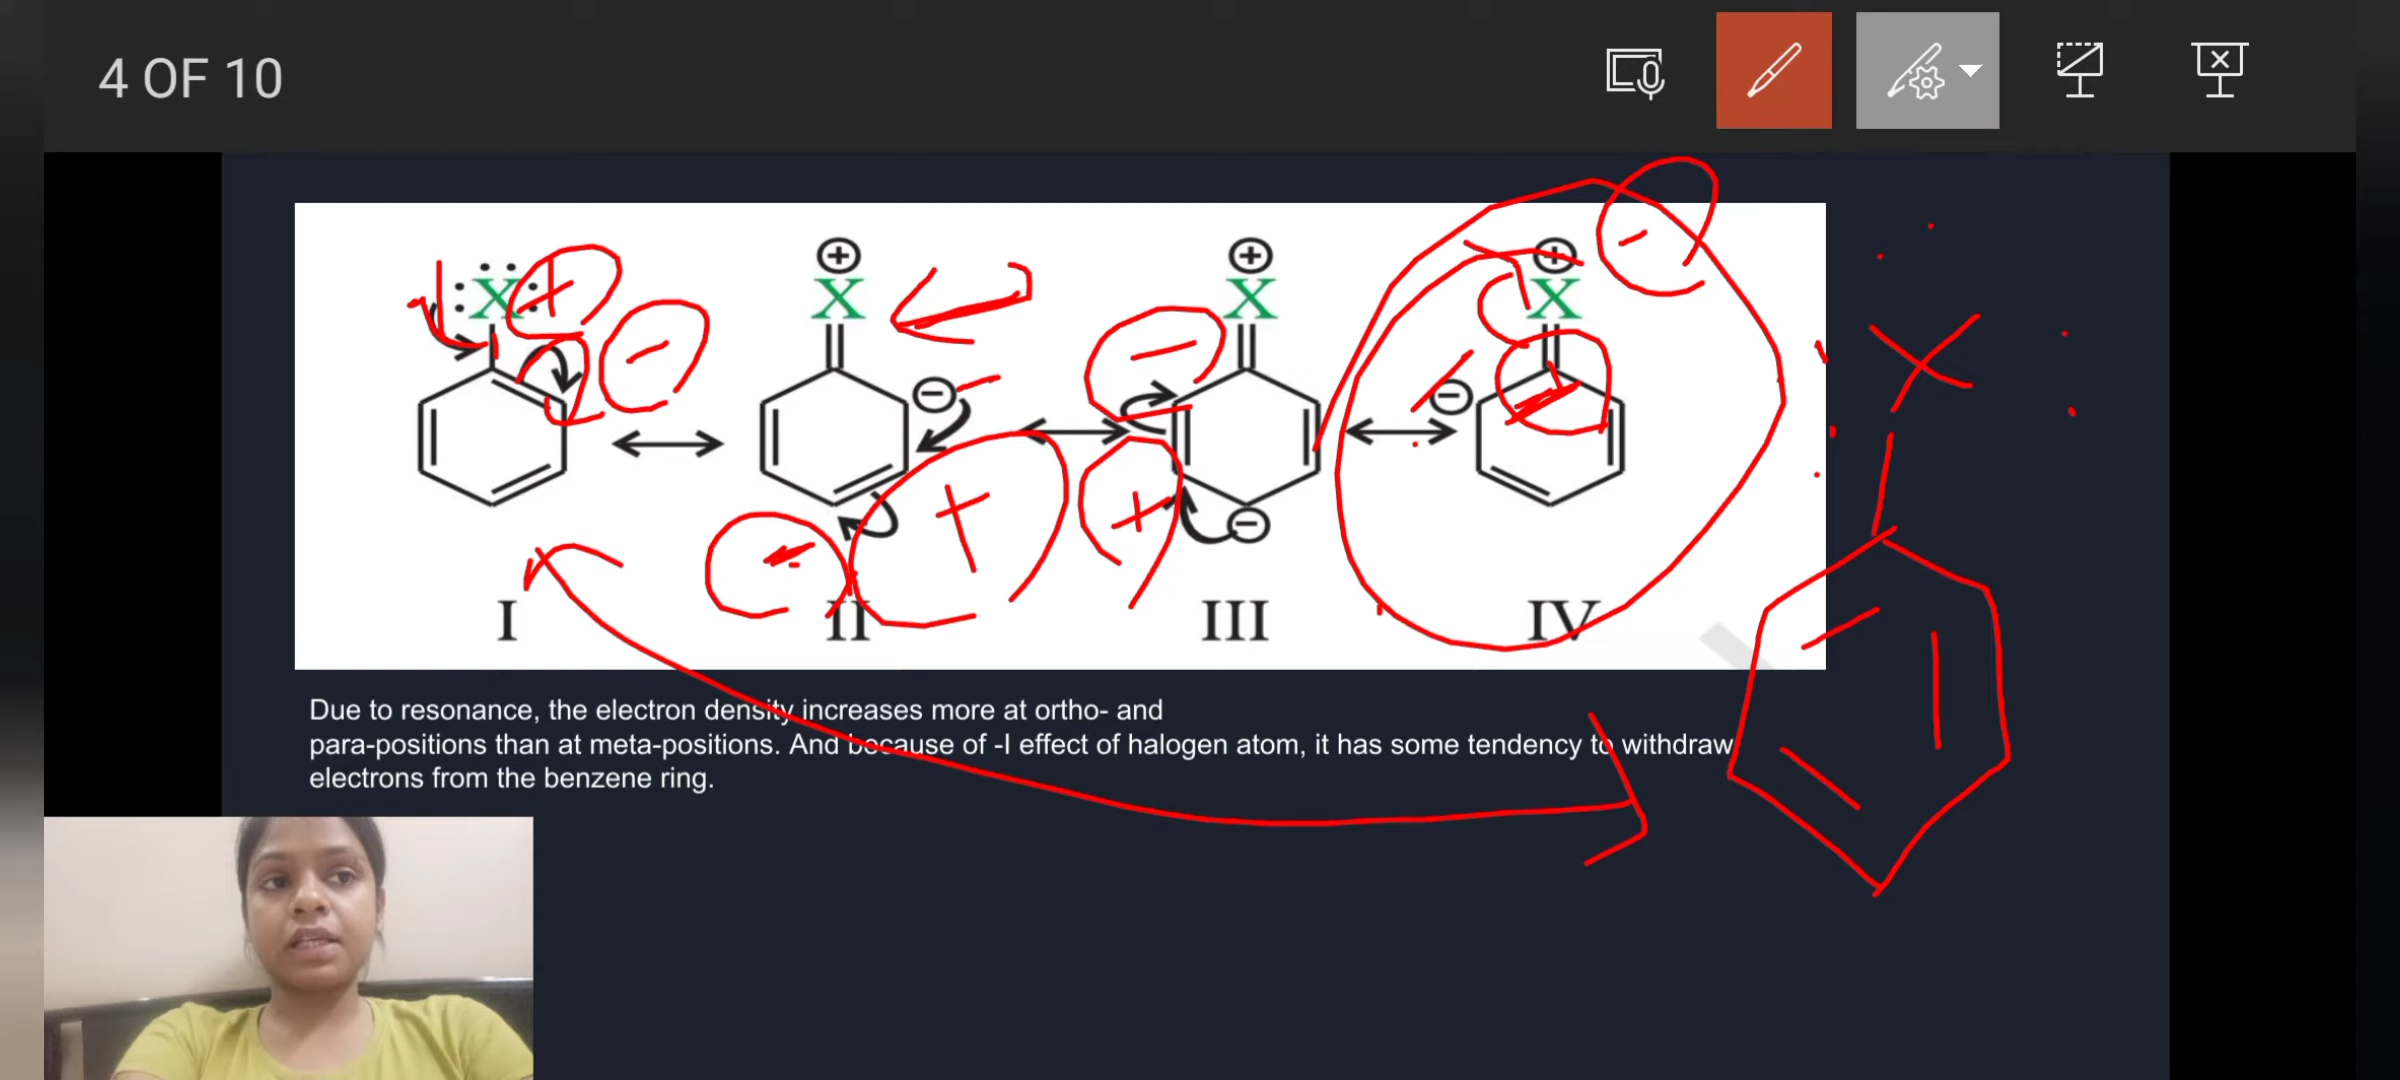 4 OF 10
X X X X
I II III IV
Due to resonance, the electron density increases more at ortho- and
para-positions than at meta-positions. And because of -I effect of halogen atom, it has some tendency to withdraw
electrons from the benzene ring.
X